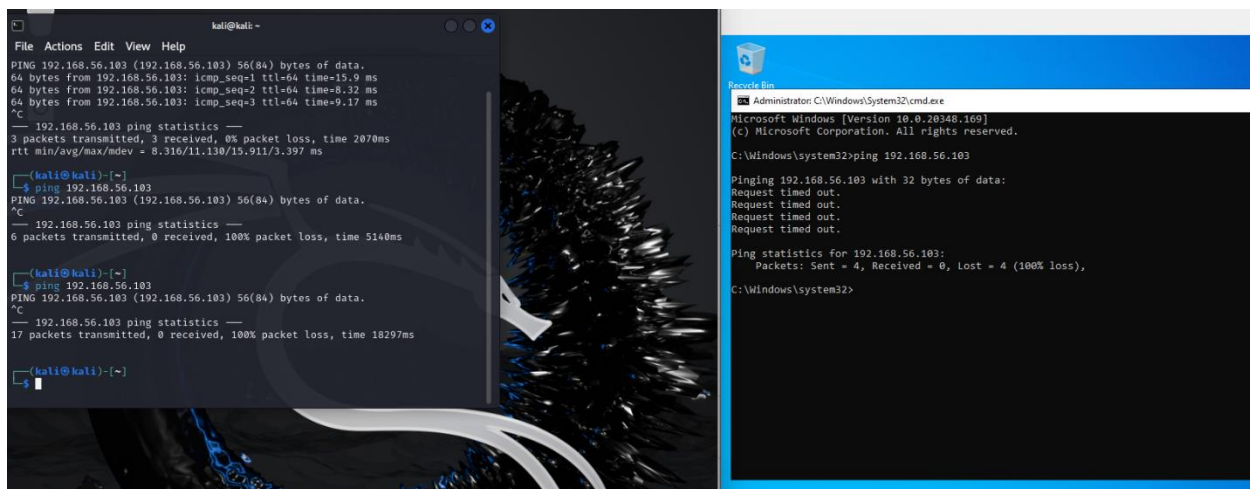 kali@kali: ~
File Actions Edit View Help
PING 192.168.56.103 (192.168.56.103) 56(84) bytes of data.
64 bytes from 192.168.56.103: icmp_seq=1 ttl=64 time=15.9 ms
64 bytes from 192.168.56.103: icmp_seq=2 ttl=64 time=8.32 ms
64 bytes from 192.168.56.103: icmp_seq=3 ttl=64 time=9.17 ms
^C
— 192.168.56.103 ping statistics —
3 packets transmitted, 3 received, 0% packet loss, time 2070ms
rtt min/avg/max/mdev = 8.316/11.130/15.911/3.397 ms
┌──(kali㉿kali)-[~]
└─$ ping 192.168.56.103
PING 192.168.56.103 (192.168.56.103) 56(84) bytes of data.
^C
— 192.168.56.103 ping statistics —
6 packets transmitted, 0 received, 100% packet loss, time 5140ms
┌──(kali㉿kali)-[~]
└─$ ping 192.168.56.103
PING 192.168.56.103 (192.168.56.103) 56(84) bytes of data.
^C
— 192.168.56.103 ping statistics —
17 packets transmitted, 0 received, 100% packet loss, time 18297ms
┌──(kali㉿kali)-[~]
└─$
Recycle Bin
Administrator: C:\Windows\System32\cmd.exe
Microsoft Windows [Version 10.0.20348.169]
(c) Microsoft Corporation. All rights reserved.
C:\Windows\system32>ping 192.168.56.103
Pinging 192.168.56.103 with 32 bytes of data:
Request timed out.
Request timed out.
Request timed out.
Request timed out.
Ping statistics for 192.168.56.103:
Packets: Sent = 4, Received = 0, Lost = 4 (100% loss),
C:\Windows\system32>